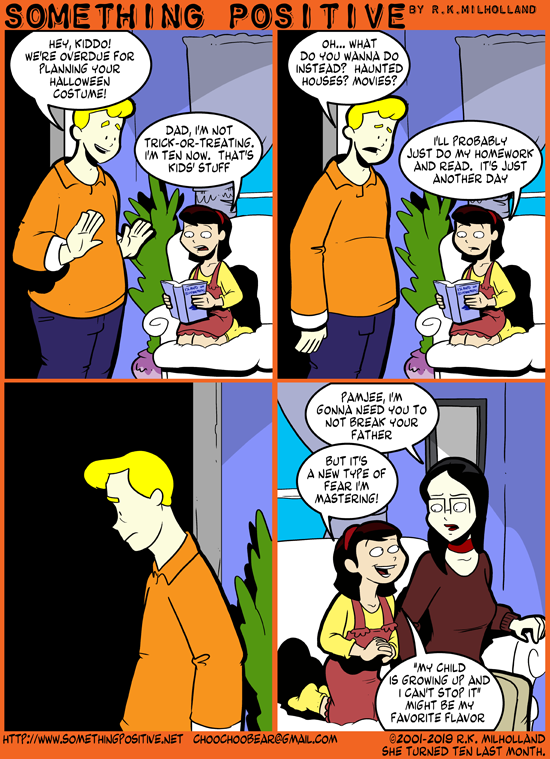 SOMETHING POSITIVE BY R.K.MILHOLLAND
HEY, KIDDO!
WE'RE OVERDUE FOR
PLANNING YOUR
HALLOWEEN
COSTUME!
DAD, I'M NOT
TRICK-OR-TREATING.
I'M TEN NOW. THAT'S
KIDS' STUFF
OH... WHAT
DO YOU WANNA DO
INSTEAD? HAUNTED
HOUSES? MOVIES?
I'LL PROBABLY
JUST DO MY HOMEWORK
AND READ. IT'S JUST
ANOTHER DAY
PAMJEE, I'M
GONNA NEED YOU TO
NOT BREAK YOUR
FATHER
BUT IT'S
A NEW TYPE OF
FEAR I'M
MASTERING!
"MY CHILD
IS GROWING UP AND
I CAN'T STOP IT"
MIGHT BE MY
FAVORITE FLAVOR
HTTP://WWW.SOMETHINGPOSITIVE.NET CHOOCHOOBEAR@GMAIL.COM
©2001-2019 R.K. MILHOLLAND
SHE TURNED TEN LAST MONTH.